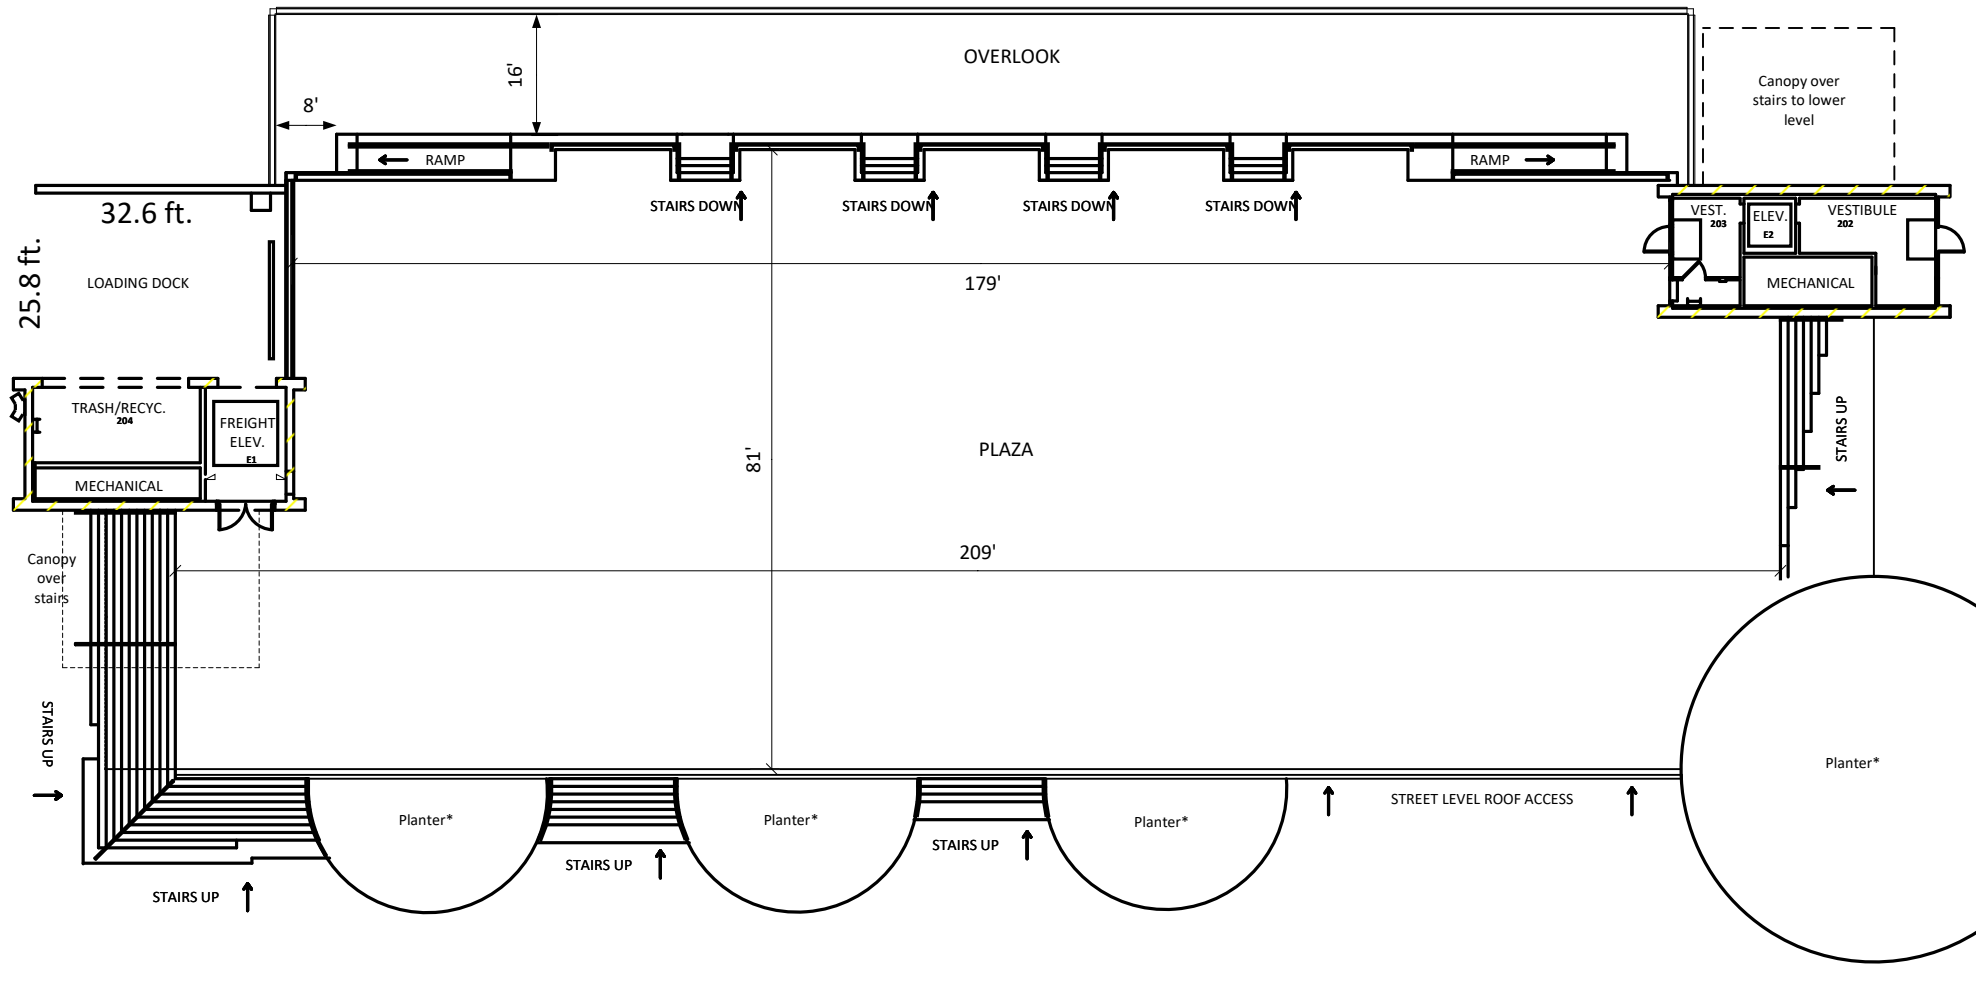 OVERLOOK
16'
8'
Canopy over
stairs to lower
level
RAMP
RAMP
32.6 ft.
25.8 ft.
LOADING DOCK
STAIRS DOWN
STAIRS DOWN
STAIRS DOWN
STAIRS DOWN
VEST.
203
ELEV.
E2
VESTIBULE
202
MECHANICAL
179'
TRASH/RECYC.
204
FREIGHT
ELEV.
E1
MECHANICAL
PLAZA
81'
STAIRS UP
209'
Canopy
over
stairs
STAIRS UP
Planter*
Planter*
Planter*
Planter*
STREET LEVEL ROOF ACCESS
STAIRS UP
STAIRS UP
STAIRS UP